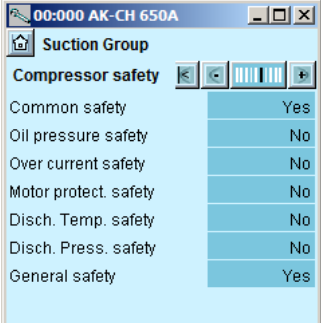 00:000 AK-CH 650A
Suction Group
Compressor safety
Common safety Yes
Oil pressure safety No
Over current safety No
Motor protect. safety No
Disch. Temp. safety No
Disch. Press. safety No
General safety Yes